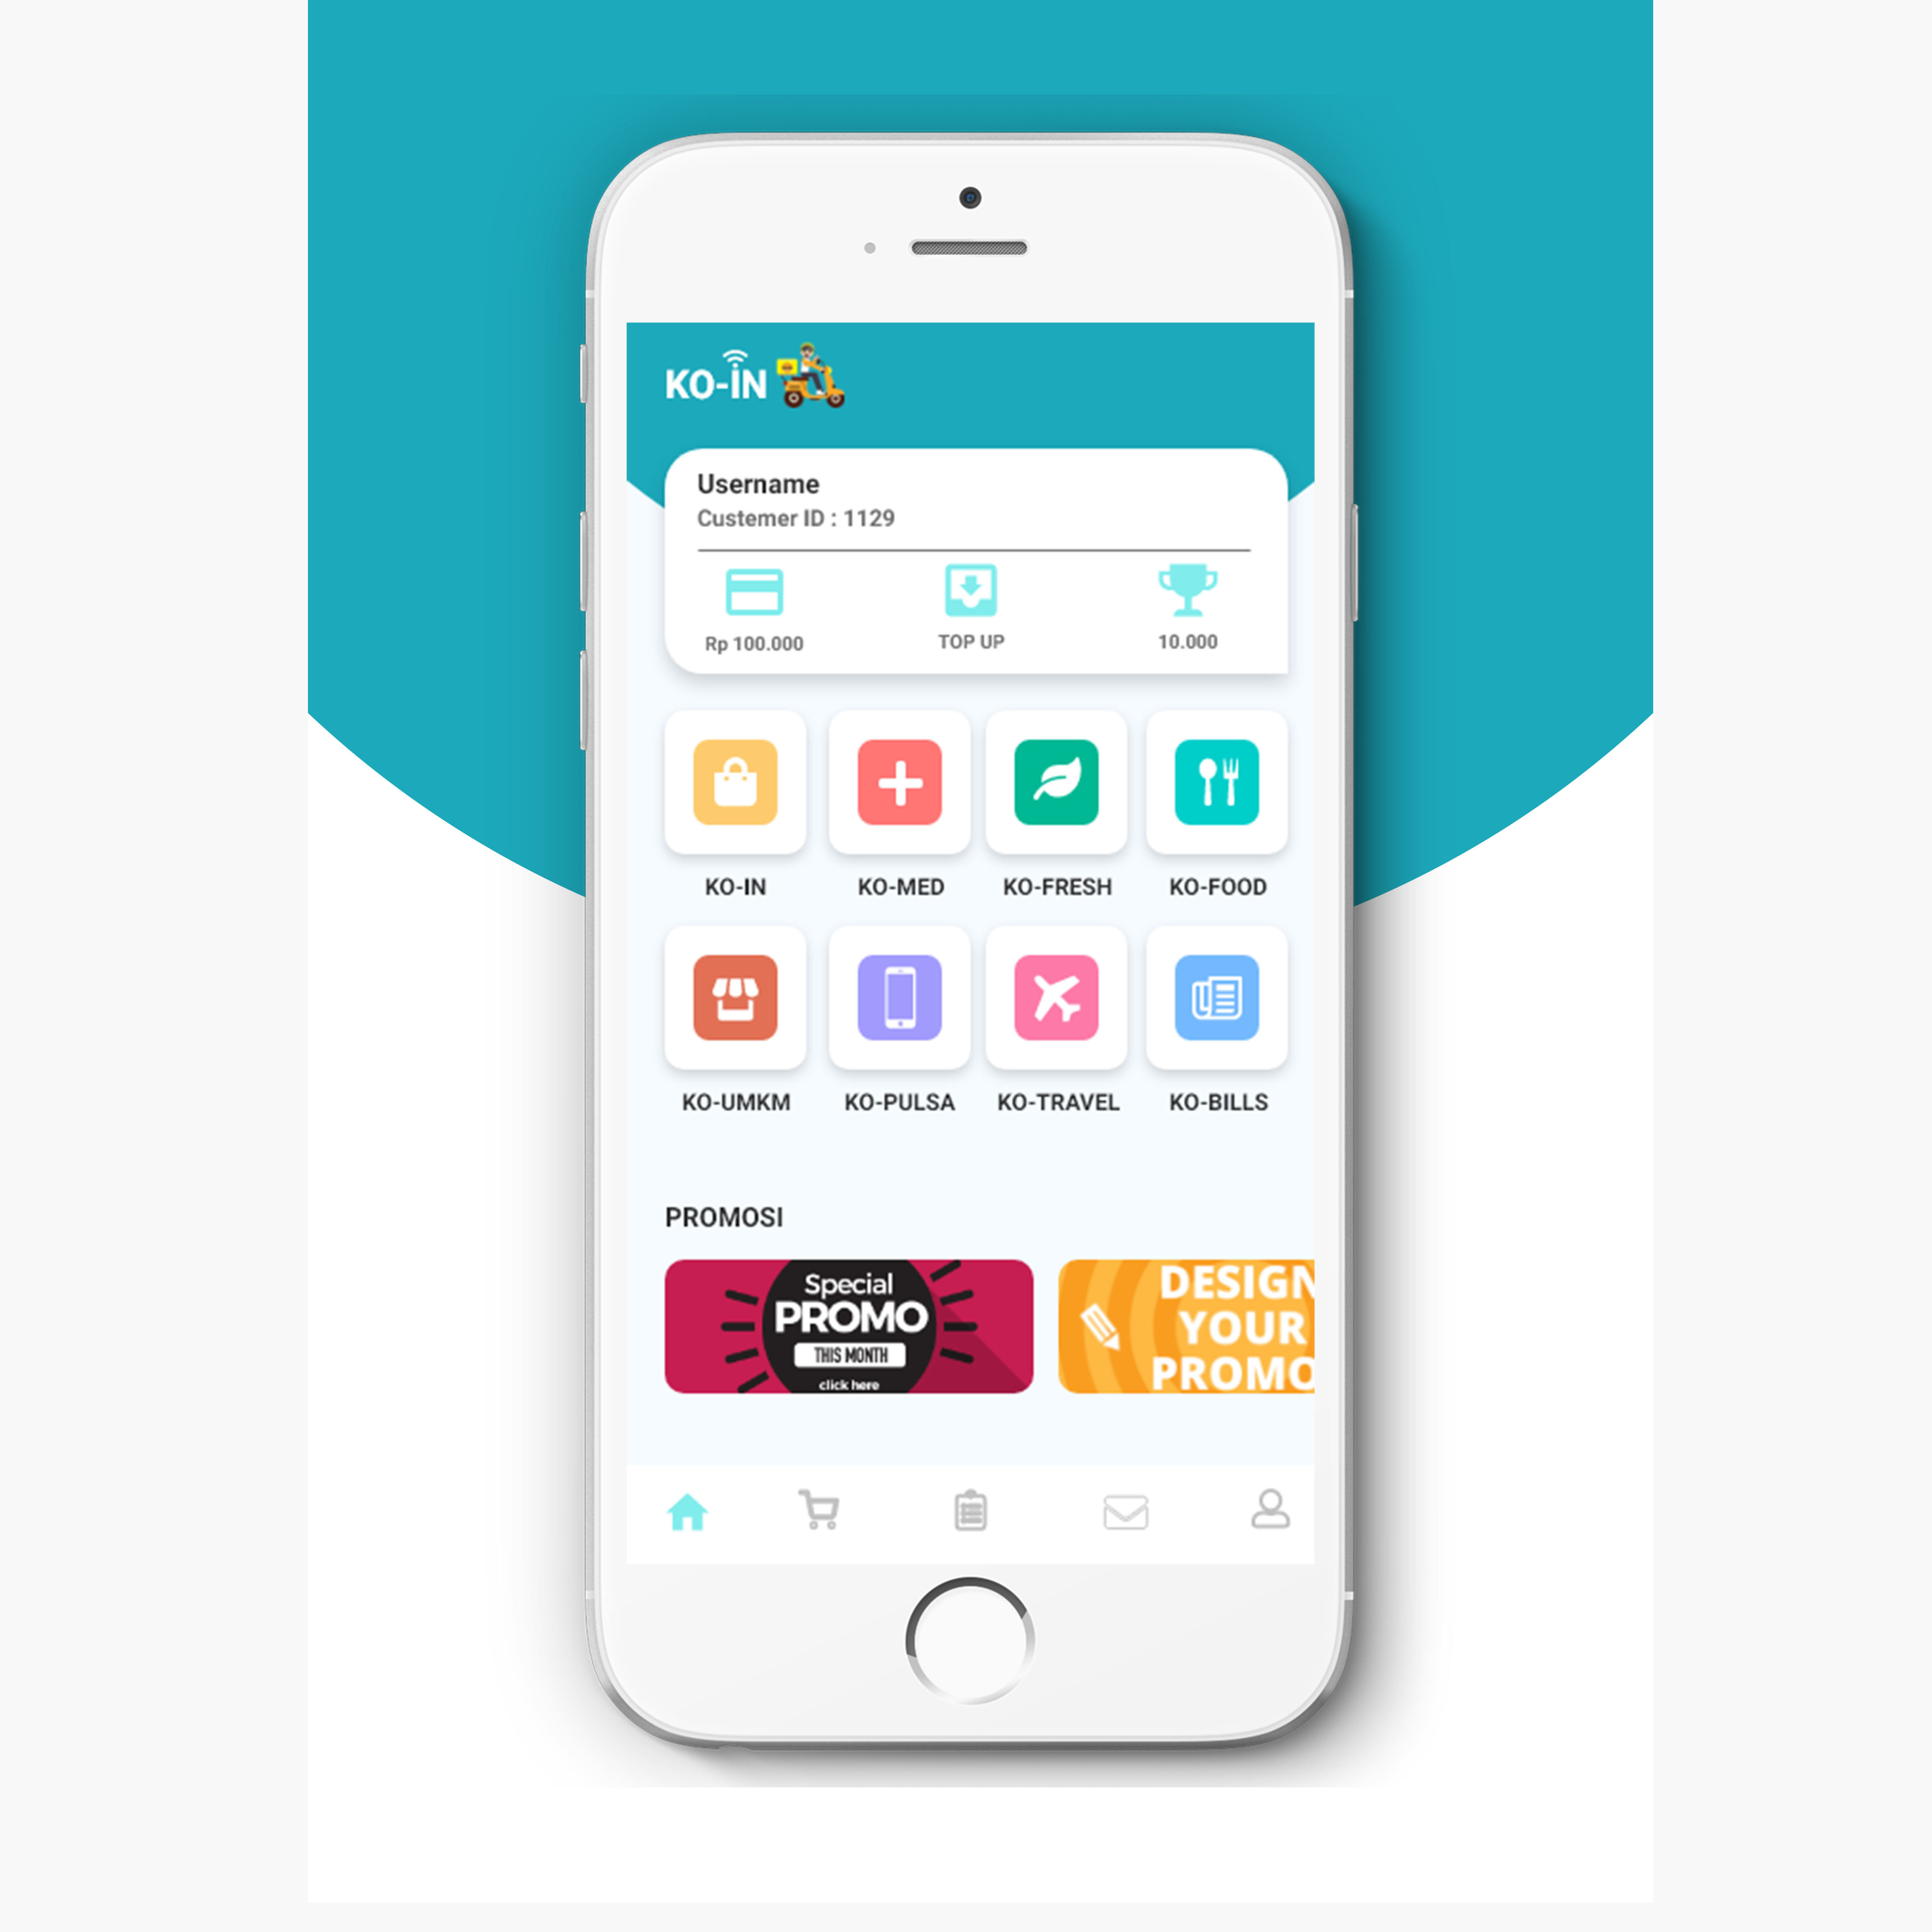 KO-IN
Username
Custemer ID : 1129
Rp 100.000
TOP UP
10.000
KO-IN
KO-MED
KO-FRESH
KO-FOOD
KO-UMKM
KO-PULSA
KO-TRAVEL
KO-BILLS
PROMOSI
Special
PROMO
THIS MONTH
click here
DESIGN
YOUR
PROMO